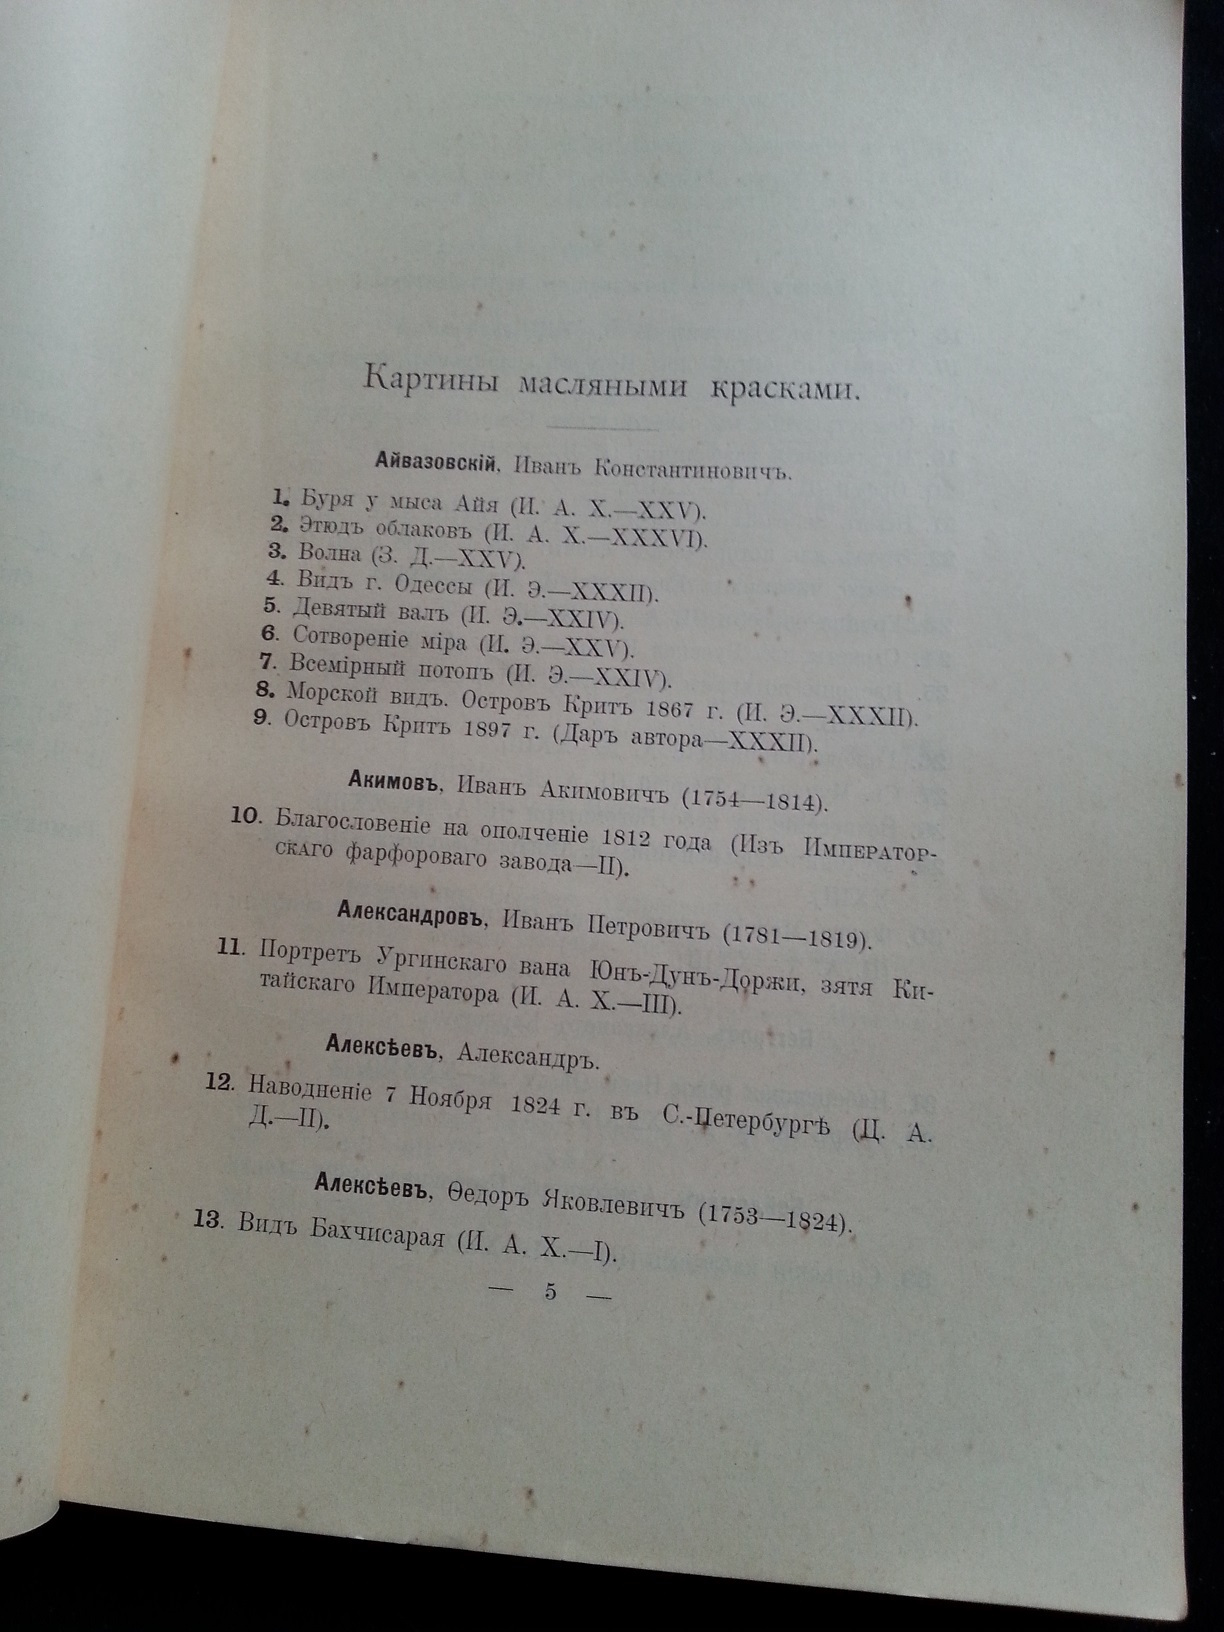 Картины масляными красками.
Айвазовскій, Иванъ Константиновичъ.
1. Буря у мыса Айя (И. А. Х.—XXV).
2. Этюдъ облаковъ (И. А. Х.—XXXVI).
3. Волна (З. Д.—XXV).
4. Видъ г. Одессы (И. Э.—XXXII).
5. Девятый валъ (И. Э.—XXIV).
6. Сотвореніе міра (И. Э.—XXV).
7. Всемірный потопъ (И. Э.—XXIV).
8. Морской видъ. Островъ Критъ 1867 г. (И. Э.—XXXII).
9. Островъ Критъ 1897 г. (Даръ автора—XXXII).
Акимовъ, Иванъ Акимовичъ (1754—1814).
10. Благословеніе на ополченіе 1812 года (Изъ Император-
скаго фарфороваго завода—II).
Александровъ, Иванъ Петровичъ (1781—1819).
11. Портретъ Ургинскаго вана Юнъ-Дунъ-Доржи, зятя Ки-
тайскаго Императора (И. А. Х.—III).
Алексѣевъ, Александръ.
12. Наводненіе 7 Ноября 1824 г. въ С.-Петербургѣ (Ц. А.
Д.—II).
Алексѣевъ, Ѳедоръ Яковлевичъ (1753—1824).
13. Видъ Бахчисарая (И. А. Х.—I).
— 5 —